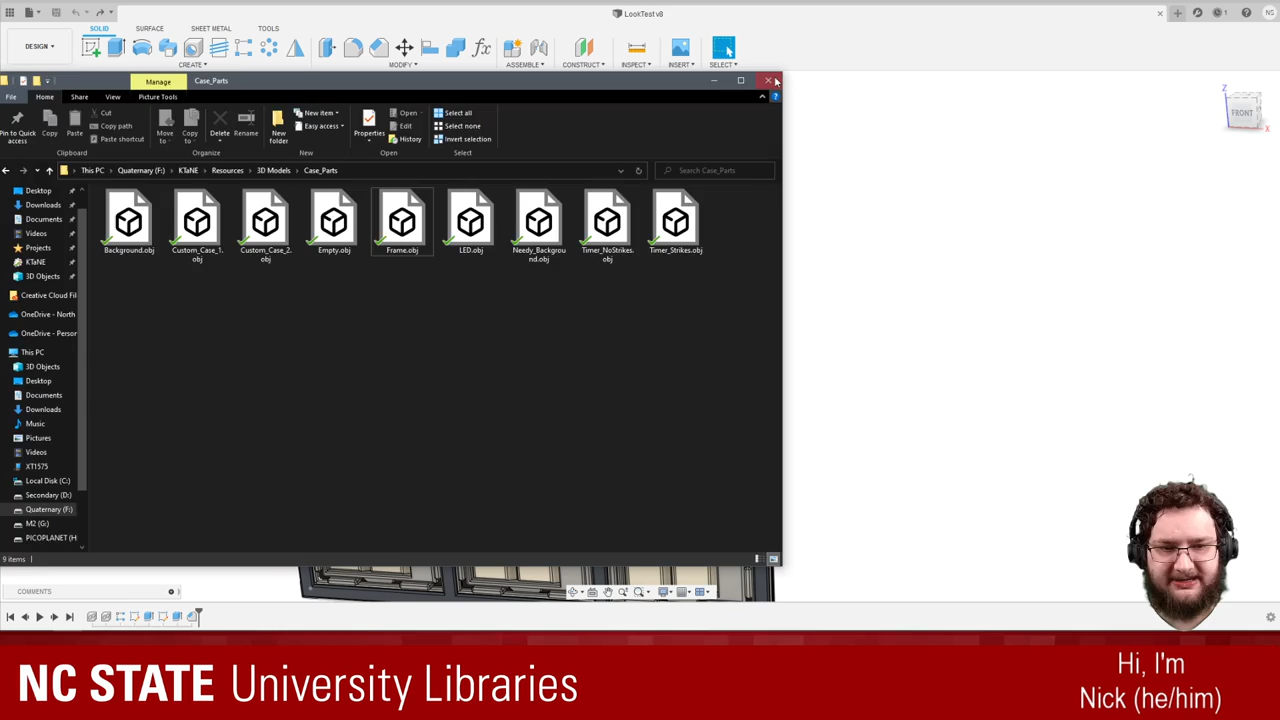 LookTest v8
NS
DESIGN
SOLID
SURFACE
SHEET METAL
TOOLS
CREATE
MODIFY
ASSEMBLE
CONSTRUCT
INSPECT
INSERT
SELECT
Manage
Case_Parts
File
Home
Share
View
Picture Tools
Pin to Quick access
Copy
Paste
Cut
Copy path
Paste shortcut
Clipboard
Move to
Copy to
Delete
Rename
Organize
New folder
New item
Easy access
New
Properties
Open
Edit
History
Open
Select all
Select none
Invert selection
Select
This PC
Quaternary (F:)
KTaNE
Resources
3D Models
Case_Parts
Search Case_Parts
Desktop
Downloads
Documents
Videos
Projects
KTaNE
3D Objects
Creative Cloud Fil
OneDrive - North
OneDrive - Person
This PC
3D Objects
Desktop
Documents
Downloads
Music
Pictures
Videos
XT1575
Local Disk (C:)
Secondary (D:)
Quaternary (F:)
M2 (G:)
PICOPLANET (H
Background.obj
Custom_Case_1.
obj
Custom_Case_2.
obj
Empty.obj
Frame.obj
LED.obj
Needy_Backgrou
nd.obj
Timer_NoStrikes.
obj
Timer_Strikes.obj
9 items
FRONT
Z
X
COMMENTS
NC STATE University Libraries
Hi, I'm
Nick (he/him)